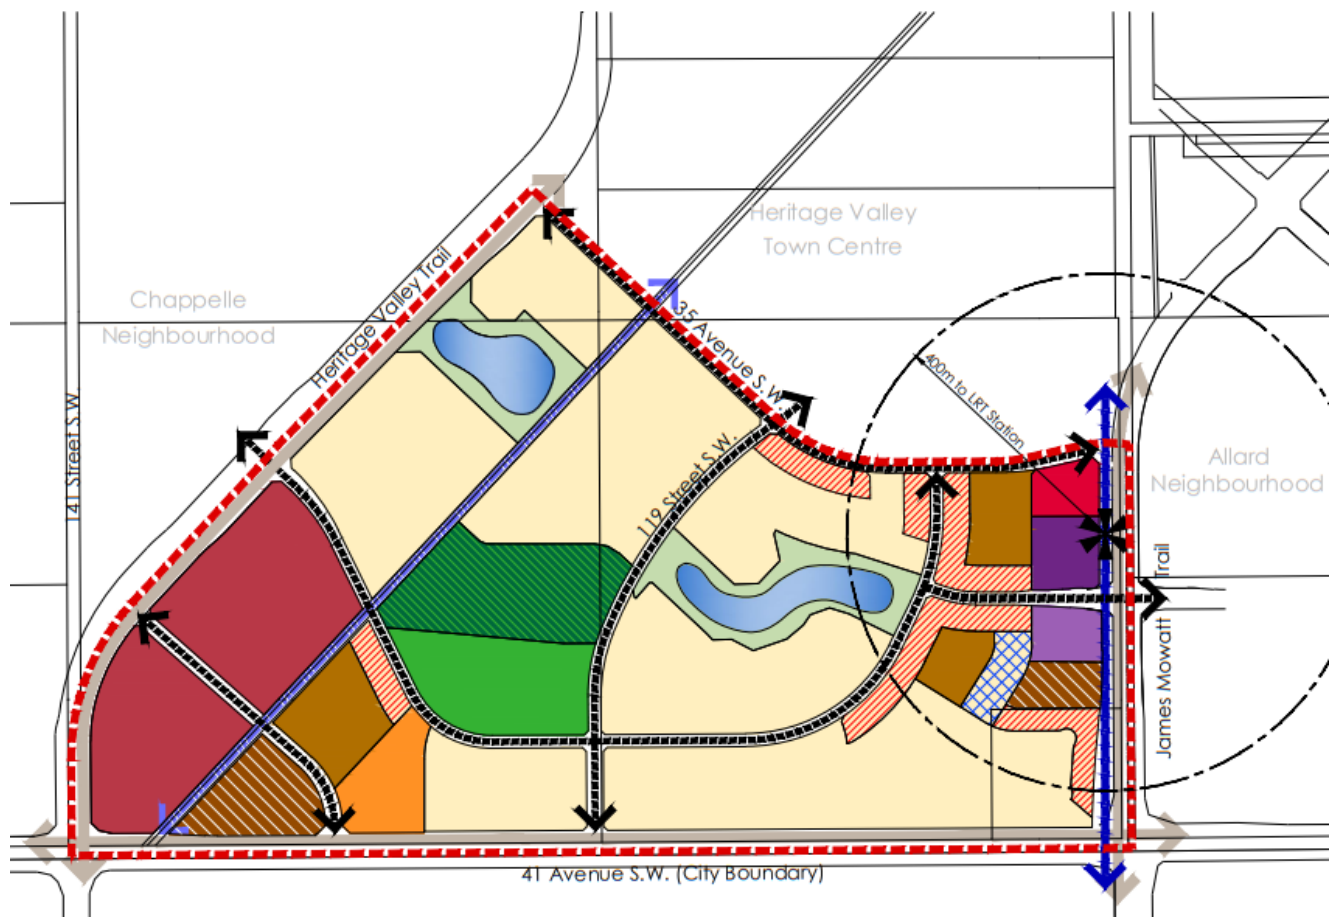 Heritage Valley
Town Centre
Chappelle
Neighbourhood
Heritage Valley Trail
35 Avenue S.W.
400m to LRT Station
141 Street S.W.
119 Street S.W.
Allard
Neighbourhood
James Mowatt Trail
41 Avenue S.W. (City Boundary)